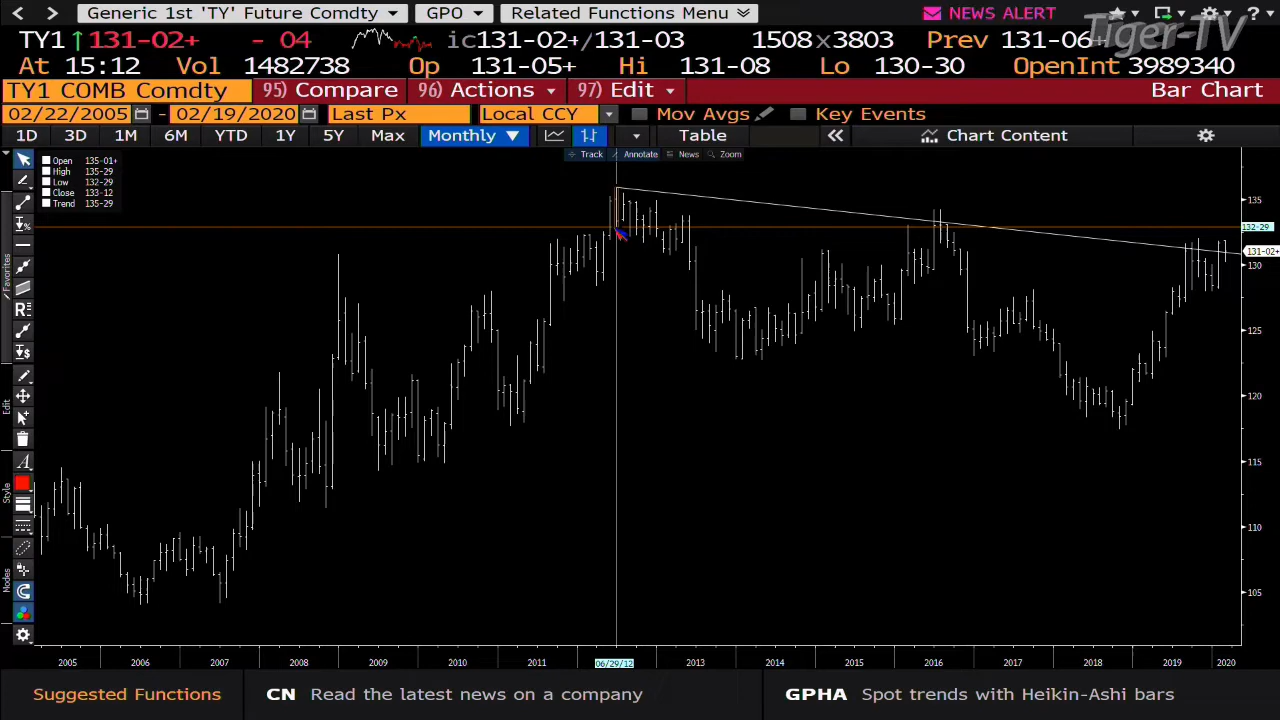 Generic 1st 'TY' Future Comdty GPO Related Functions Menu NEWS ALERT
Tiger-TV
TY1 131-02+ - 04 ic131-02+/131-03 1508x3803 Prev 131-06+
At 15:12 Vol 1482738 Op 131-05+ Hi 131-08 Lo 130-30 OpenInt 3989340
TY1 COMB Comdty 95) Compare 96) Actions 97) Edit Bar Chart
02/22/2005 - 02/19/2020 Last Px Local CCY Mov Avgs Key Events
1D 3D 1M 6M YTD 1Y 5Y Max Monthly ▼ Table « Chart Content
Track Annotate News Zoom
Open 135-01+
High 135-29
Low 132-29
Close 133-12
Trend 135-29
135
132-29
131-02+
130
125
120
115
110
105
Favorites
Edit
Style
Modes
2005 2006 2007 2008 2009 2010 2011 06/29/12 2013 2014 2015 2016 2017 2018 2019 2020
Suggested Functions CN Read the latest news on a company GPHA Spot trends with Heikin-Ashi bars